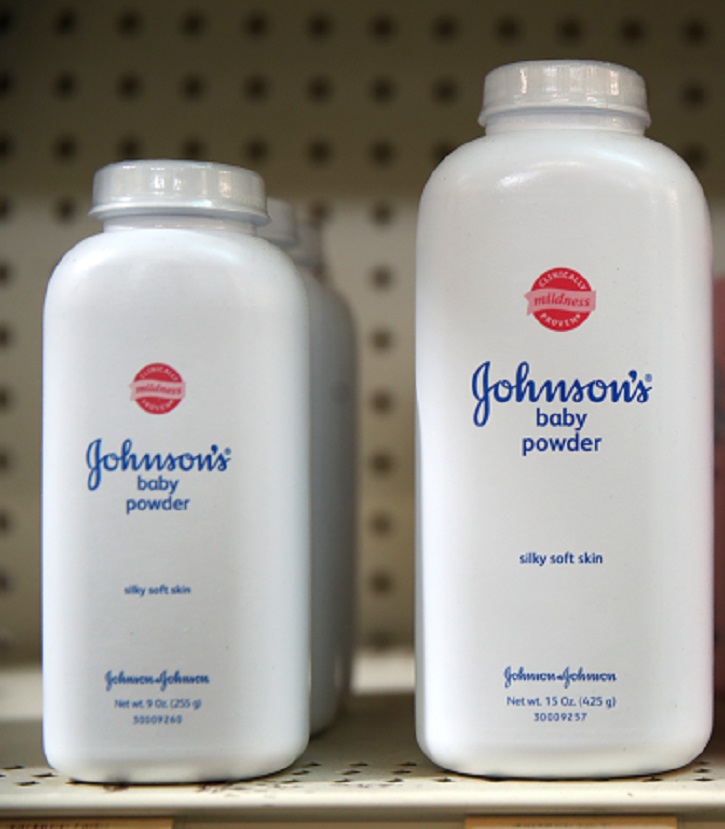 CLINICALLY
mildness
PROVEN
Johnson's®
baby
powder
silky soft skin
Johnson & Johnson
Net wt. 9 Oz. (255 g)
30009260
CLINICALLY
mildness
PROVEN
Johnson's®
baby
powder
silky soft skin
Johnson & Johnson
Net wt. 15 Oz. (425 g)
30009257